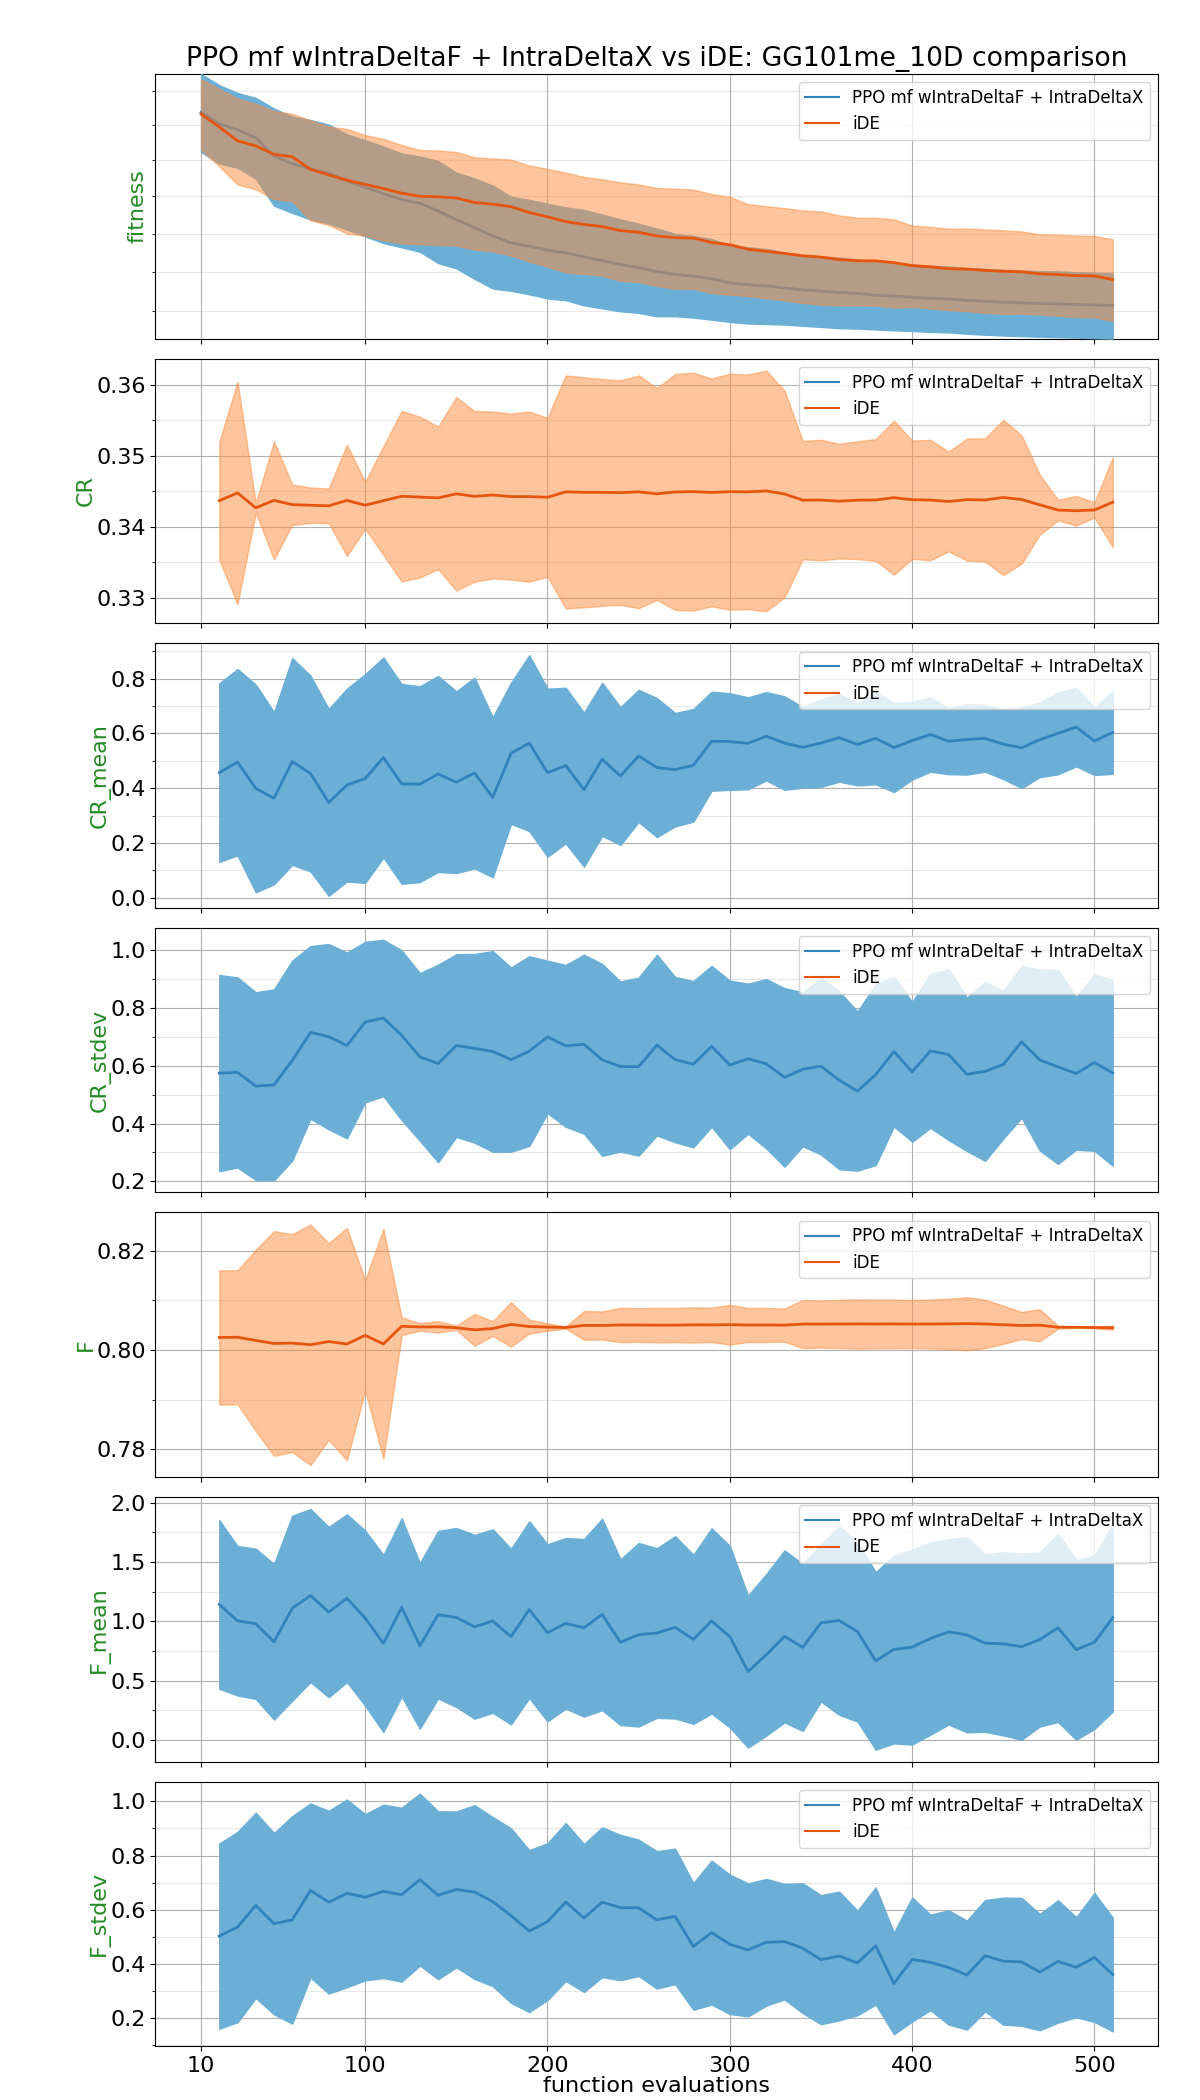 PPO mf wIntraDeltaF + IntraDeltaX vs iDE: GG101me_10D comparison
PPO mf wIntraDeltaF + IntraDeltaX
iDE
fitness
PPO mf wIntraDeltaF + IntraDeltaX
iDE
0.36
0.35
0.34
0.33
CR
PPO mf wIntraDeltaF + IntraDeltaX
iDE
0.8
0.6
0.4
0.2
0.0
CR_mean
PPO mf wIntraDeltaF + IntraDeltaX
iDE
1.0
0.8
0.6
0.4
0.2
CR_stdev
PPO mf wIntraDeltaF + IntraDeltaX
iDE
0.82
0.80
0.78
F
PPO mf wIntraDeltaF + IntraDeltaX
iDE
2.0
1.5
1.0
0.5
0.0
F_mean
PPO mf wIntraDeltaF + IntraDeltaX
iDE
1.0
0.8
0.6
0.4
0.2
F_stdev
10 100 200 300 400 500
function evaluations